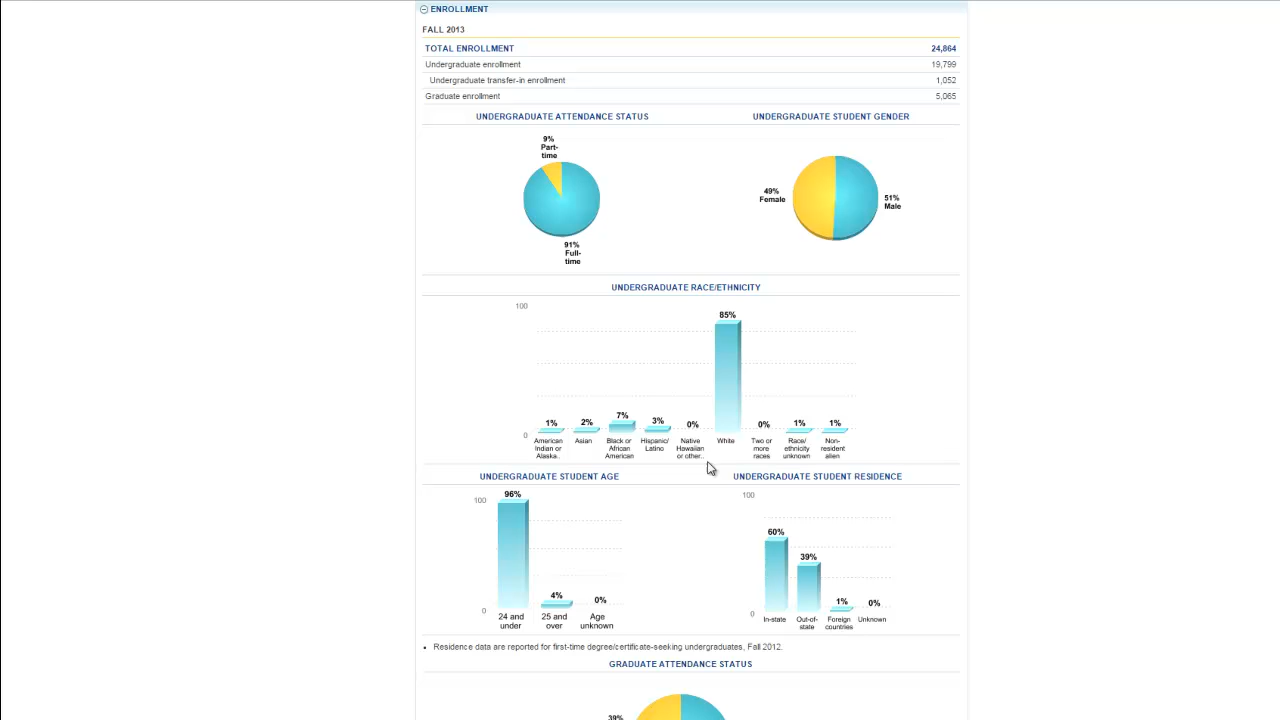 ENROLLMENT
FALL 2013
TOTAL ENROLLMENT 24,864
Undergraduate enrollment 19,799
Undergraduate transfer-in enrollment 1,052
Graduate enrollment 5,065
UNDERGRADUATE ATTENDANCE STATUS
9%
Part-
time
91%
Full-
time
UNDERGRADUATE STUDENT GENDER
49%
Female
51%
Male
UNDERGRADUATE RACE/ETHNICITY
100
0
1% 2% 7% 3% 0% 85% 0% 1% 1%
American
Indian or
Alaska..
Asian
Black or
African
American
Hispanic/
Latino
Native
Hawaiian
or other..
White
Two or
more
races
Race/
ethnicity
unknown
Non-
resident
alien
UNDERGRADUATE STUDENT AGE
100
0
96% 4% 0%
24 and
under
25 and
over
Age
unknown
UNDERGRADUATE STUDENT RESIDENCE
100
0
60% 39% 1% 0%
In-state
Out-of-
state
Foreign
countries
Unknown
Residence data are reported for first-time degree/certificate-seeking undergraduates, Fall 2012.
GRADUATE ATTENDANCE STATUS
39%